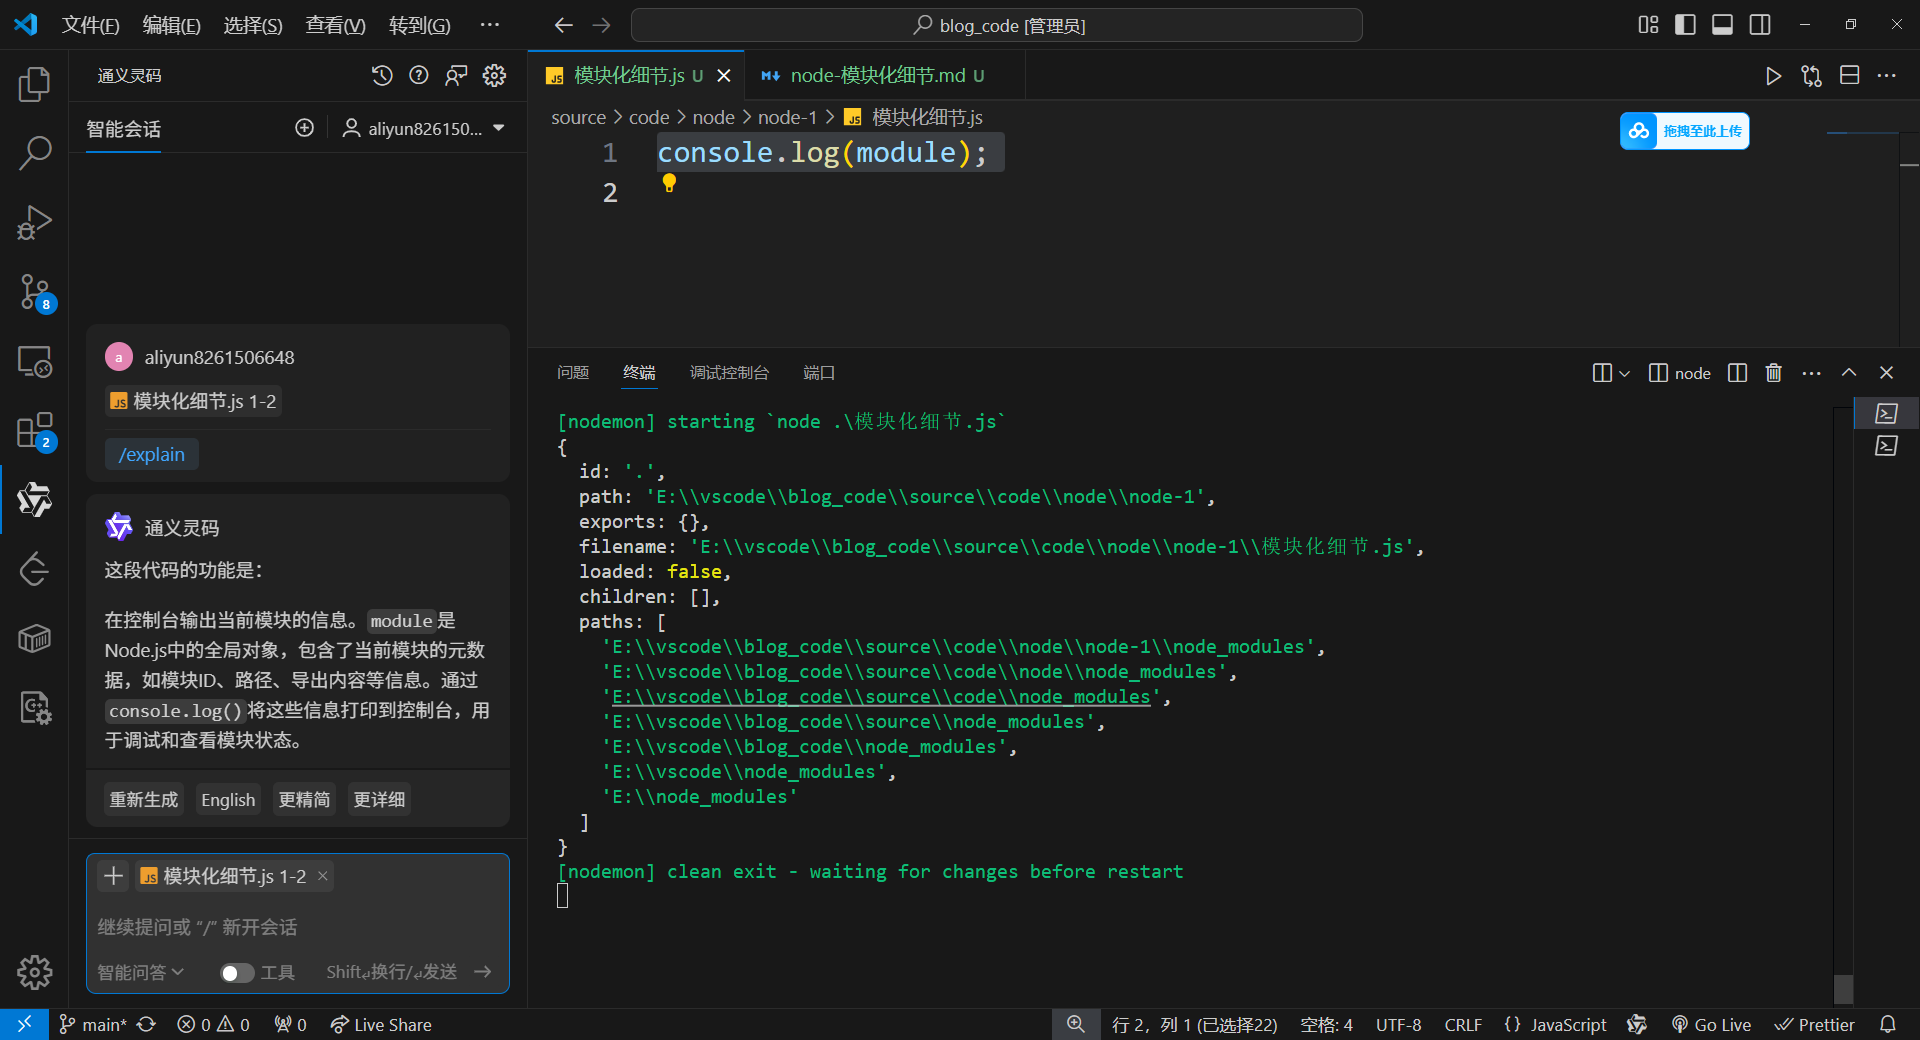 文件(F) 编辑(E) 选择(S) 查看(V) 转到(G) ···
blog_code [管理员]
通义灵码
智能会话
aliyun826150...
a aliyun8261506648
JS 模块化细节.js 1-2
/explain
通义灵码
这段代码的功能是：
在控制台输出当前模块的信息。module是
Node.js中的全局对象，包含了当前模块的元数
据，如模块ID、路径、导出内容等信息。通过
console.log()将这些信息打印到控制台，用
于调试和查看模块状态。
重新生成 English 更精简 更详细
JS 模块化细节.js 1-2 ×
继续提问或 “/” 新开会话
智能问答 工具 Shift↲换行/↲发送
8
2
JS 模块化细节.js U
node-模块化细节.md U
source > code > node > node-1 > JS 模块化细节.js
拖拽至此上传
1 console.log(module);
2
问题 终端 调试控制台 端口
node
[nodemon] starting `node .\模块化细节.js`
{
id: '.',
path: 'E:\\vscode\\blog_code\\source\\code\\node\\node-1',
exports: {},
filename: 'E:\\vscode\\blog_code\\source\\code\\node\\node-1\\模块化细节.js',
loaded: false,
children: [],
paths: [
'E:\\vscode\\blog_code\\source\\code\\node\\node-1\\node_modules',
'E:\\vscode\\blog_code\\source\\code\\node\\node_modules',
'E:\\vscode\\blog_code\\source\\code\\node_modules',
'E:\\vscode\\blog_code\\source\\node_modules',
'E:\\vscode\\blog_code\\node_modules',
'E:\\vscode\\node_modules',
'E:\\node_modules'
]
}
[nodemon] clean exit - waiting for changes before restart
main* 0 0 0 Live Share
行 2，列 1 (已选择22) 空格: 4 UTF-8 CRLF {} JavaScript Go Live Prettier